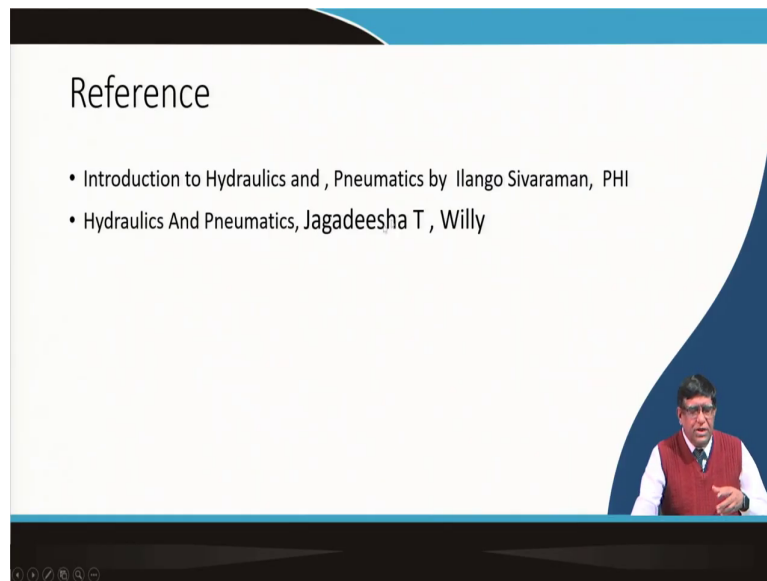 Reference
• Introduction to Hydraulics and , Pneumatics by Ilango Sivaraman, PHI
• Hydraulics And Pneumatics, Jagadeesha T , Willy